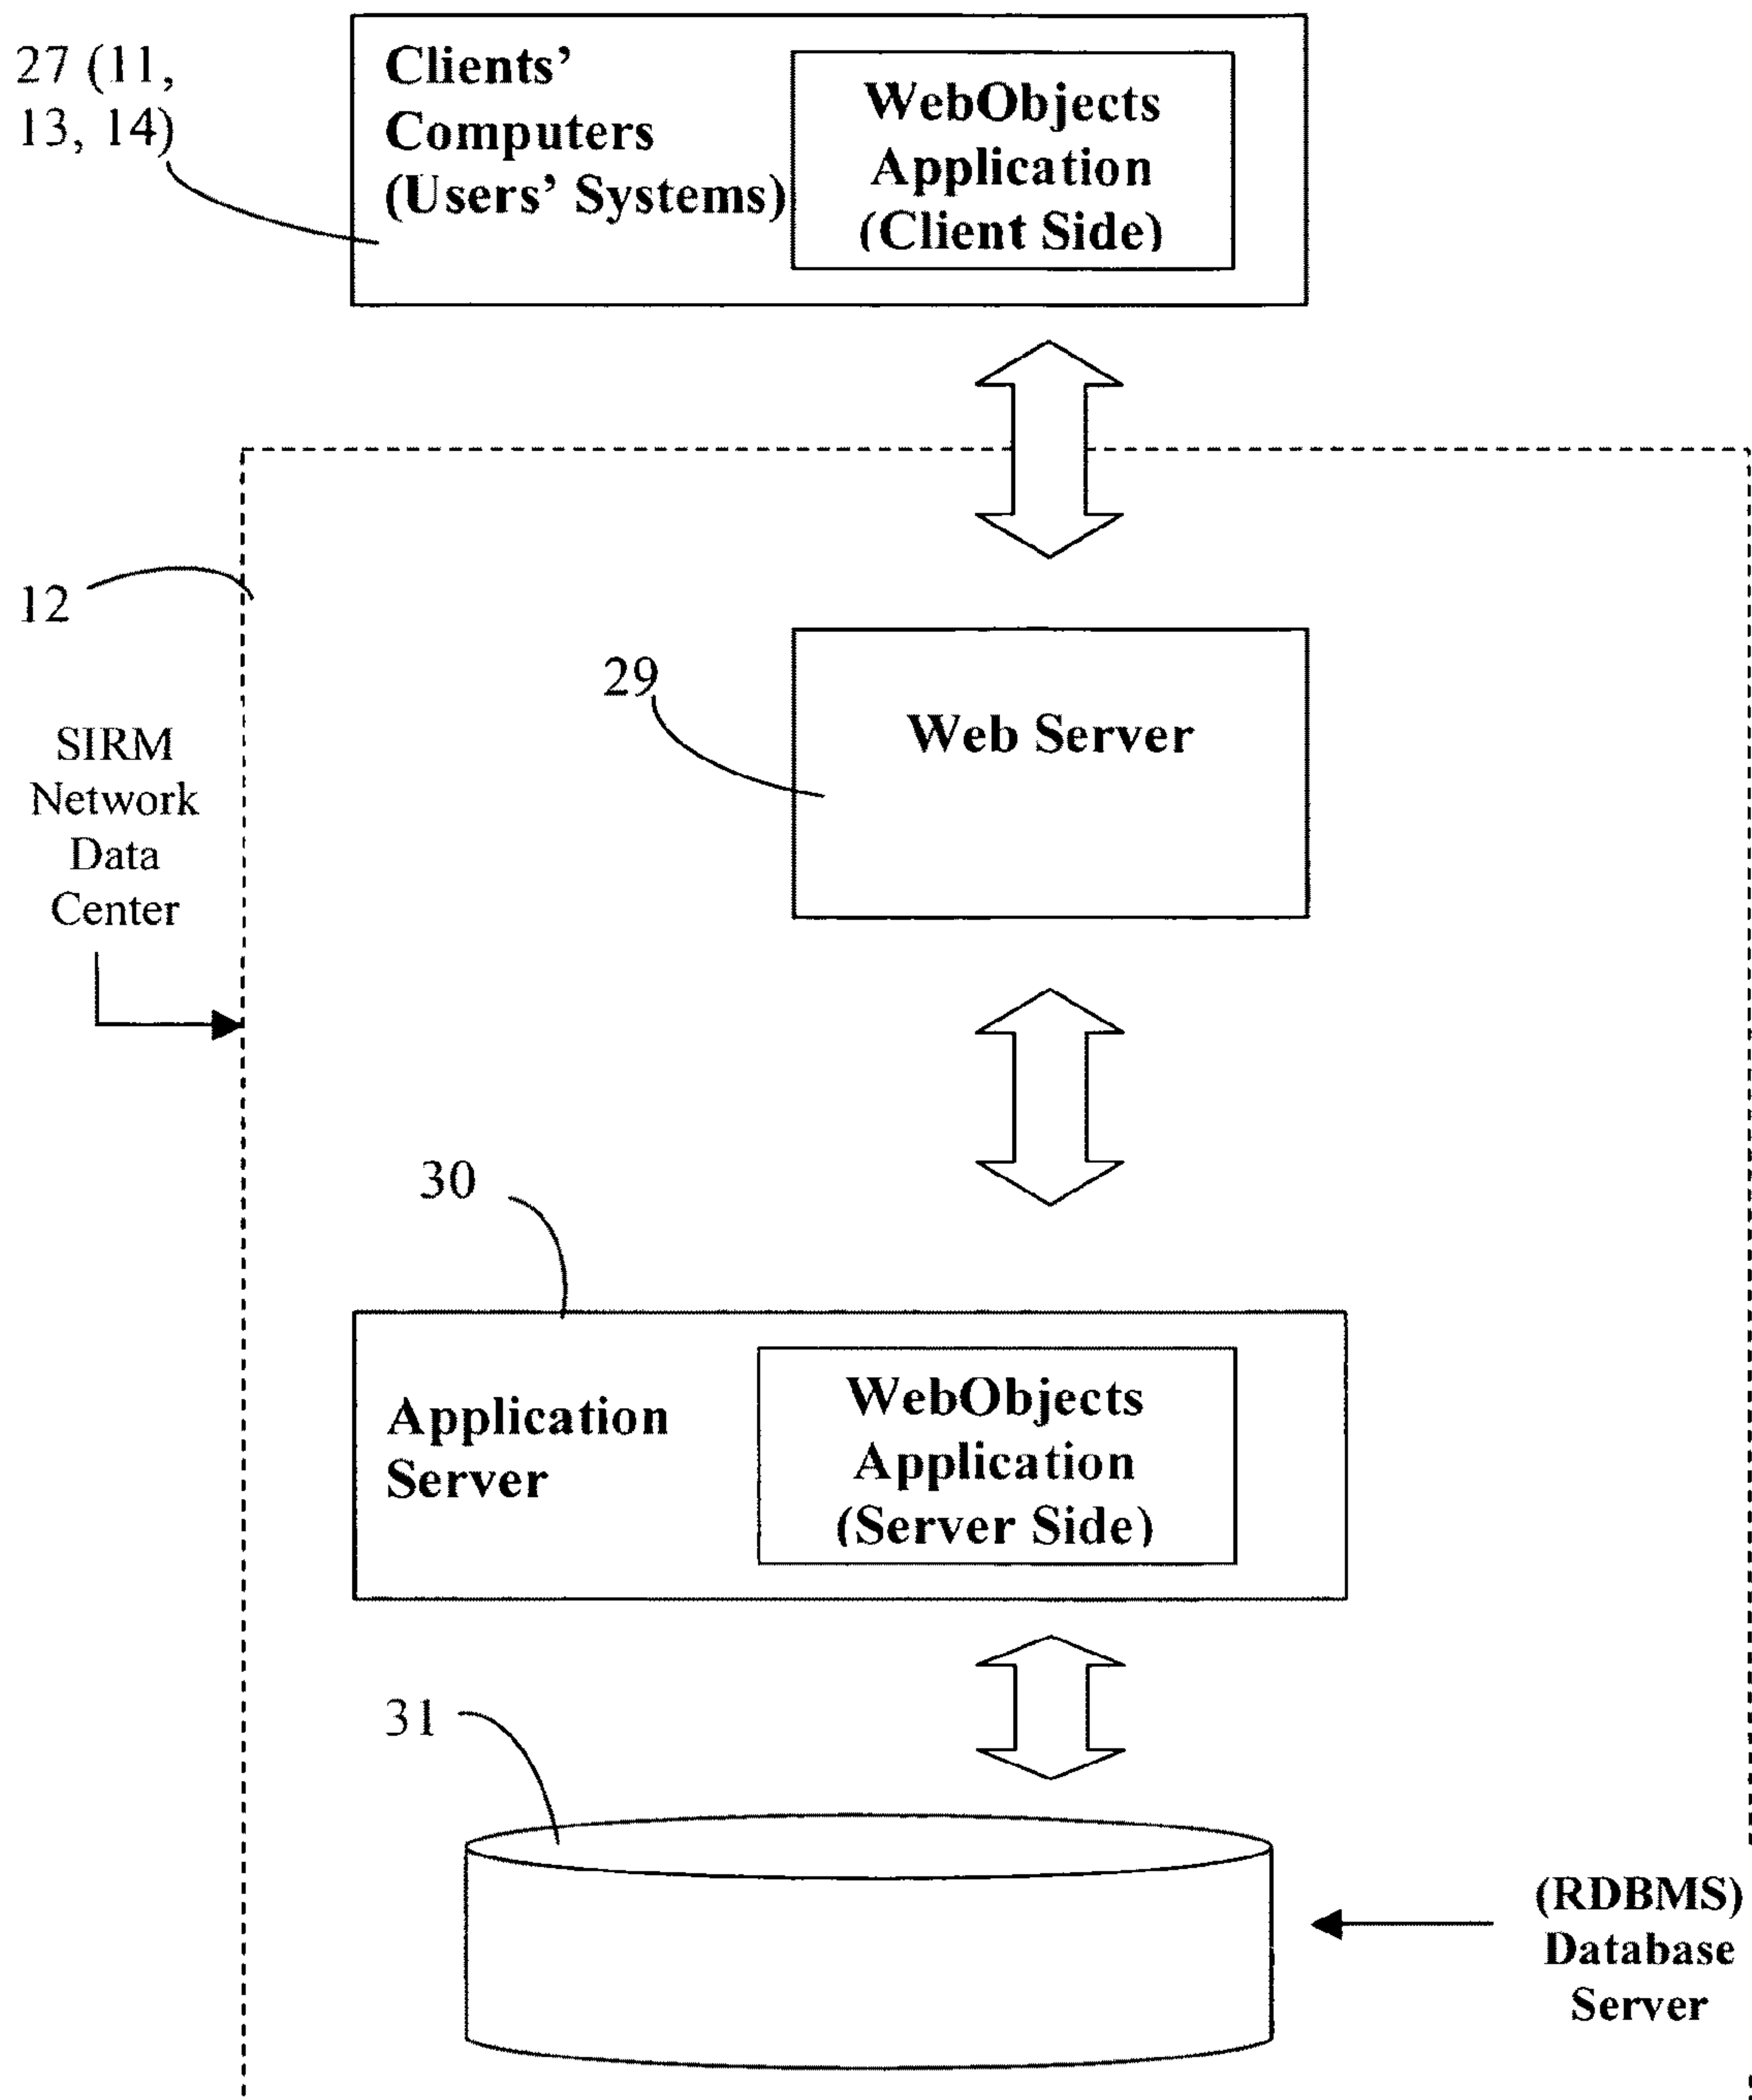 27 (11,
13, 14)
Clients’
Computers
(Users’ Systems)
WebObjects
Application
(Client Side)
12
SIRM
Network
Data
Center
29
Web Server
30
Application
Server
WebObjects
Application
(Server Side)
31
(RDBMS)
Database
Server